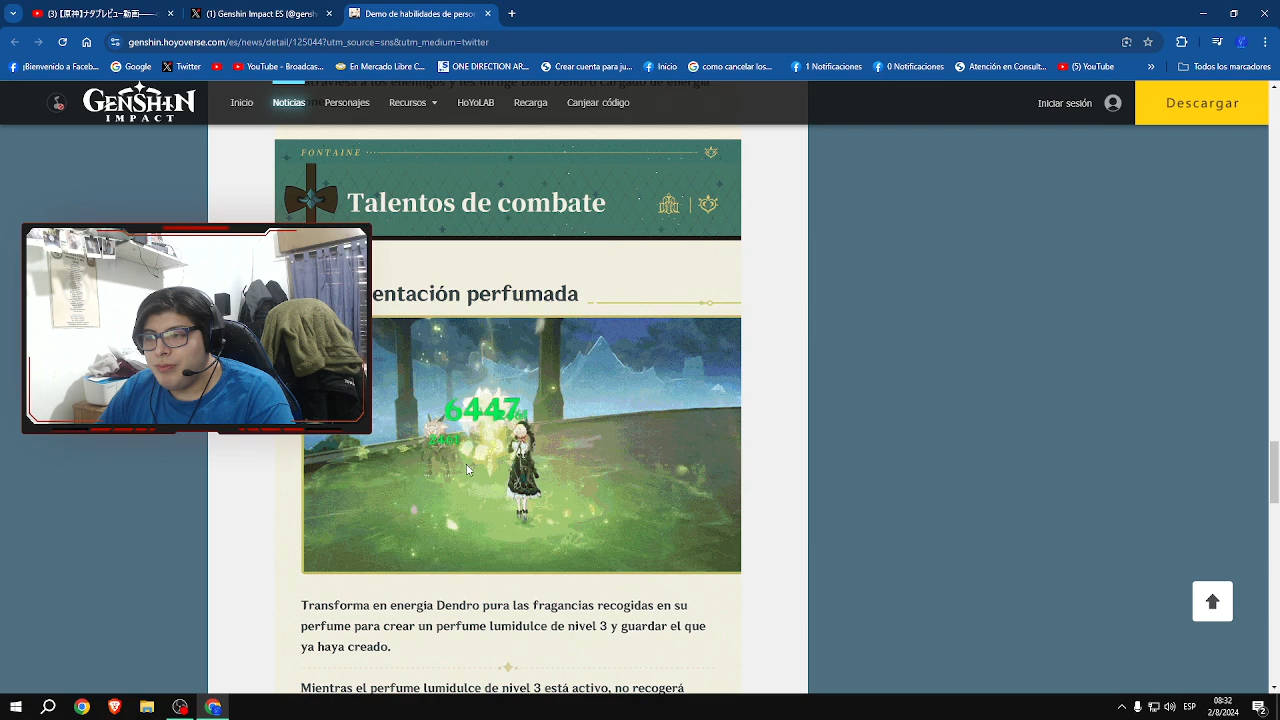 (3) [原神
personajes de
genshin.hoyoverse.com/es/news/detail/125044?utm_source=sns&utm_medium=twitter
¡Bienvenido a Faceb...
Google
Twitter
YouTube - Broadcas...
En Mercado Libre C...
ONE DIRECTION AR...
Crear cuenta para ju...
Inicio
como cancelar los...
1 Notificaciones
0 Notificaciones
Atención en Consult...
(5) YouTube
Todos los marcadores
GENSHIN
IMPACT
Inicio
Noticias
Personajes
Recursos
HoYoLAB
Recarga
Canjear código
Iniciar sesión
Descargar
FONTAINE
Talentos de combate
entación perfumada
6447
Transforma en energía Dendro pura las fragancias recogidas en su
perfume para crear un perfume lumidulce de nivel 3 y guardar el que
ya haya creado.
Mientras el perfume lumidulce de nivel 3 está activo, no recogerá
ESP
08:32
2/8/2024